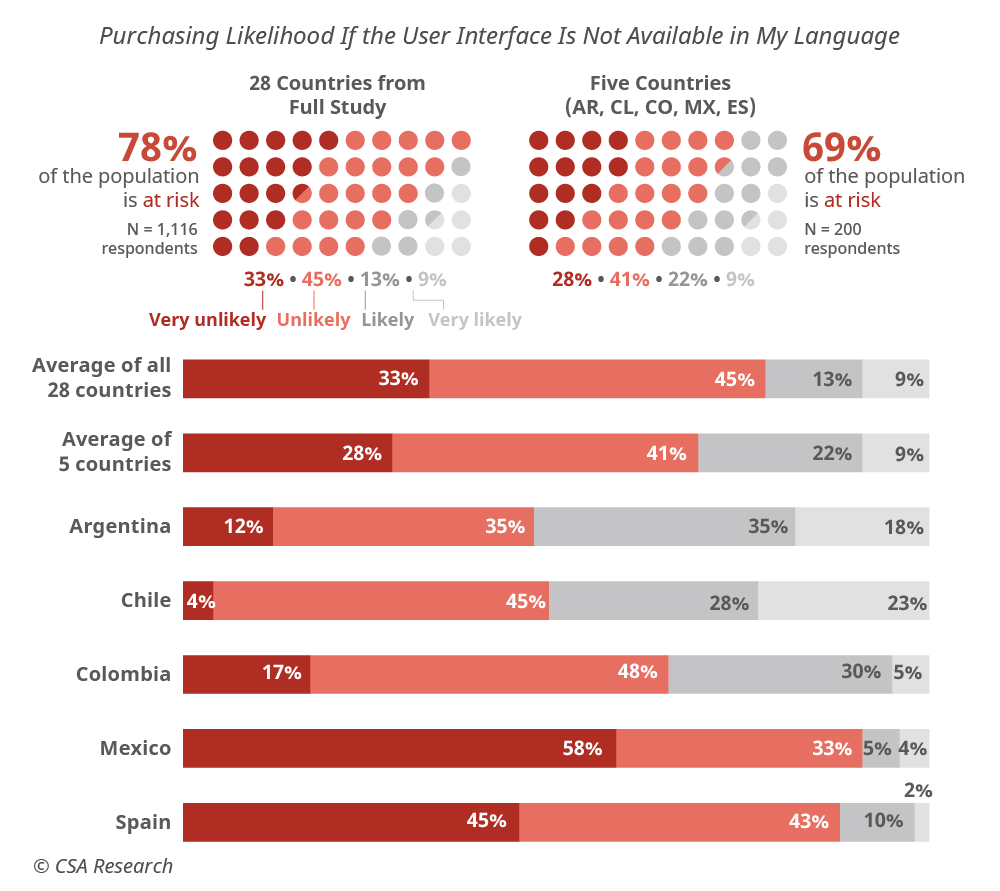 Purchasing Likelihood If the User Interface Is Not Available in My Language
28 Countries from
Full Study
78%
of the population
is at risk
N = 1,116
respondents
33% • 45% • 13% • 9%
Very unlikely Unlikely Likely Very likely
Five Countries
(AR, CL, CO, MX, ES)
69%
of the population
is at risk
N = 200
respondents
28% • 41% • 22% • 9%
Average of all
28 countries
33% 45% 13% 9%
Average of
5 countries
28% 41% 22% 9%
Argentina 12% 35% 35% 18%
Chile 4% 45% 28% 23%
Colombia 17% 48% 30% 5%
Mexico 58% 33% 5% 4%
2%
Spain 45% 43% 10%
© CSA Research